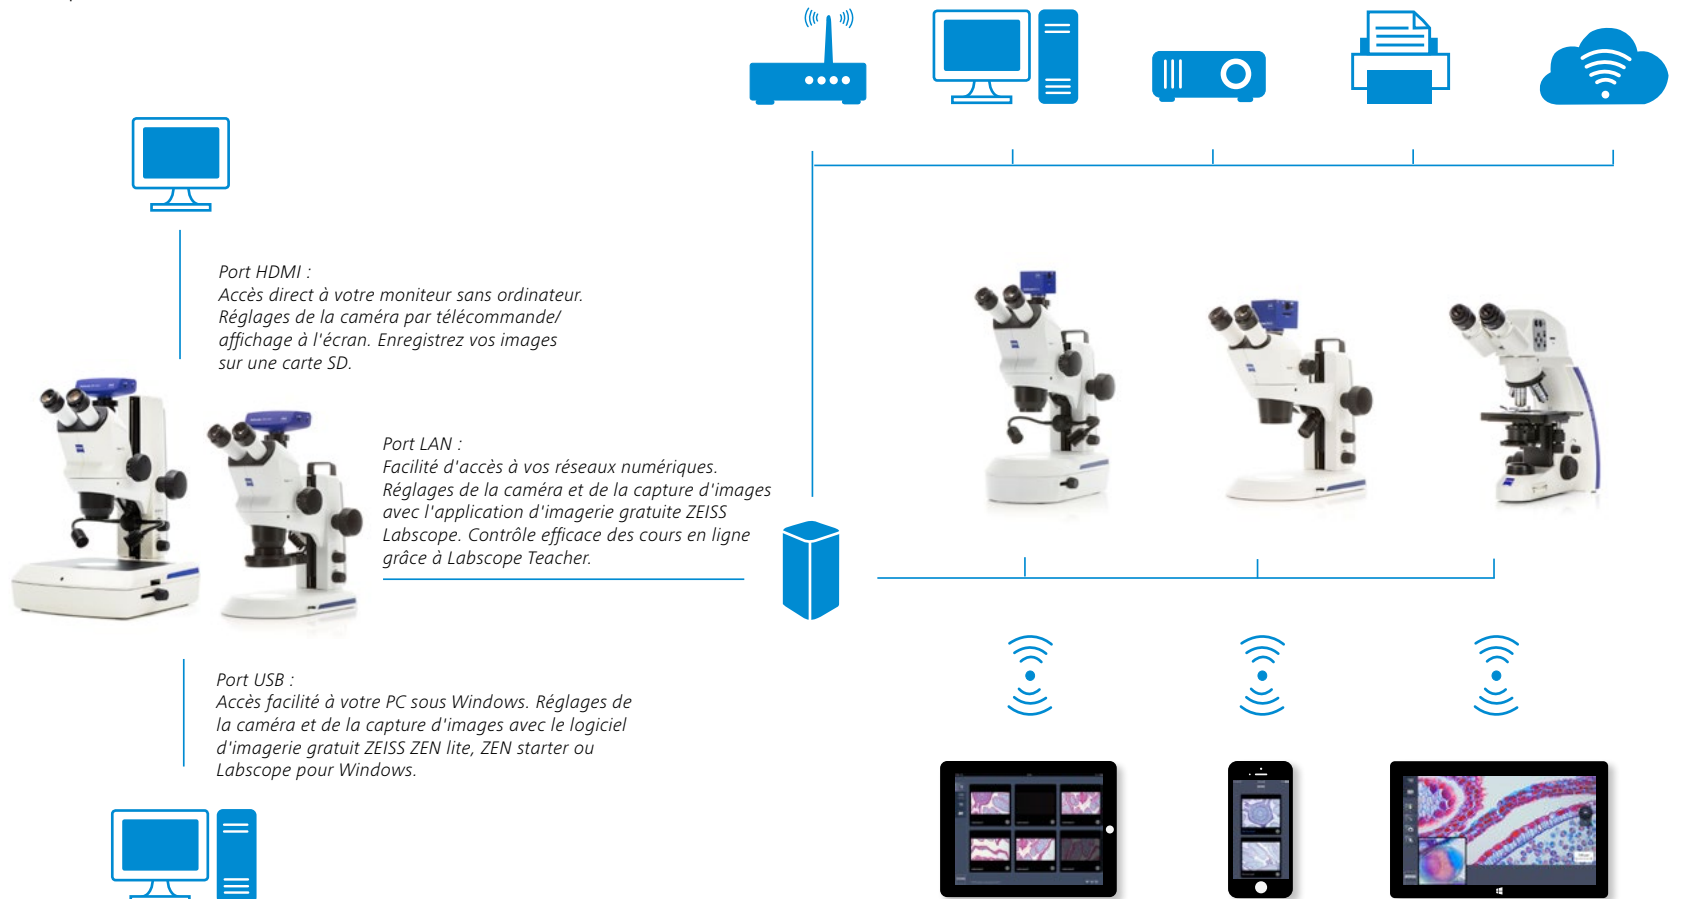 Port HDMI :
Accès direct à votre moniteur sans ordinateur.
Réglages de la caméra par télécommande/
affichage à l'écran. Enregistrez vos images
sur une carte SD.
Port LAN :
Facilité d'accès à vos réseaux numériques.
Réglages de la caméra et de la capture d'images
avec l'application d'imagerie gratuite ZEISS
Labscope. Contrôle efficace des cours en ligne
grâce à Labscope Teacher.
Port USB :
Accès facilité à votre PC sous Windows. Réglages de
la caméra et de la capture d'images avec le logiciel
d'imagerie gratuit ZEISS ZEN lite, ZEN starter ou
Labscope pour Windows.